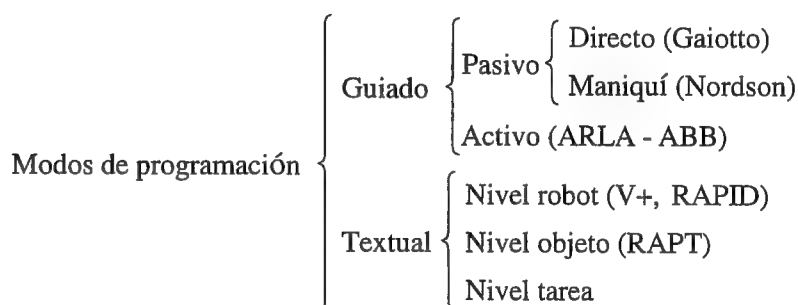 Modos de programación
Guiado
Pasivo
Directo (Gaiotto)
Maniquí (Nordson)
Activo (ARLA - ABB)
Textual
Nivel robot (V+, RAPID)
Nivel objeto (RAPT)
Nivel tarea